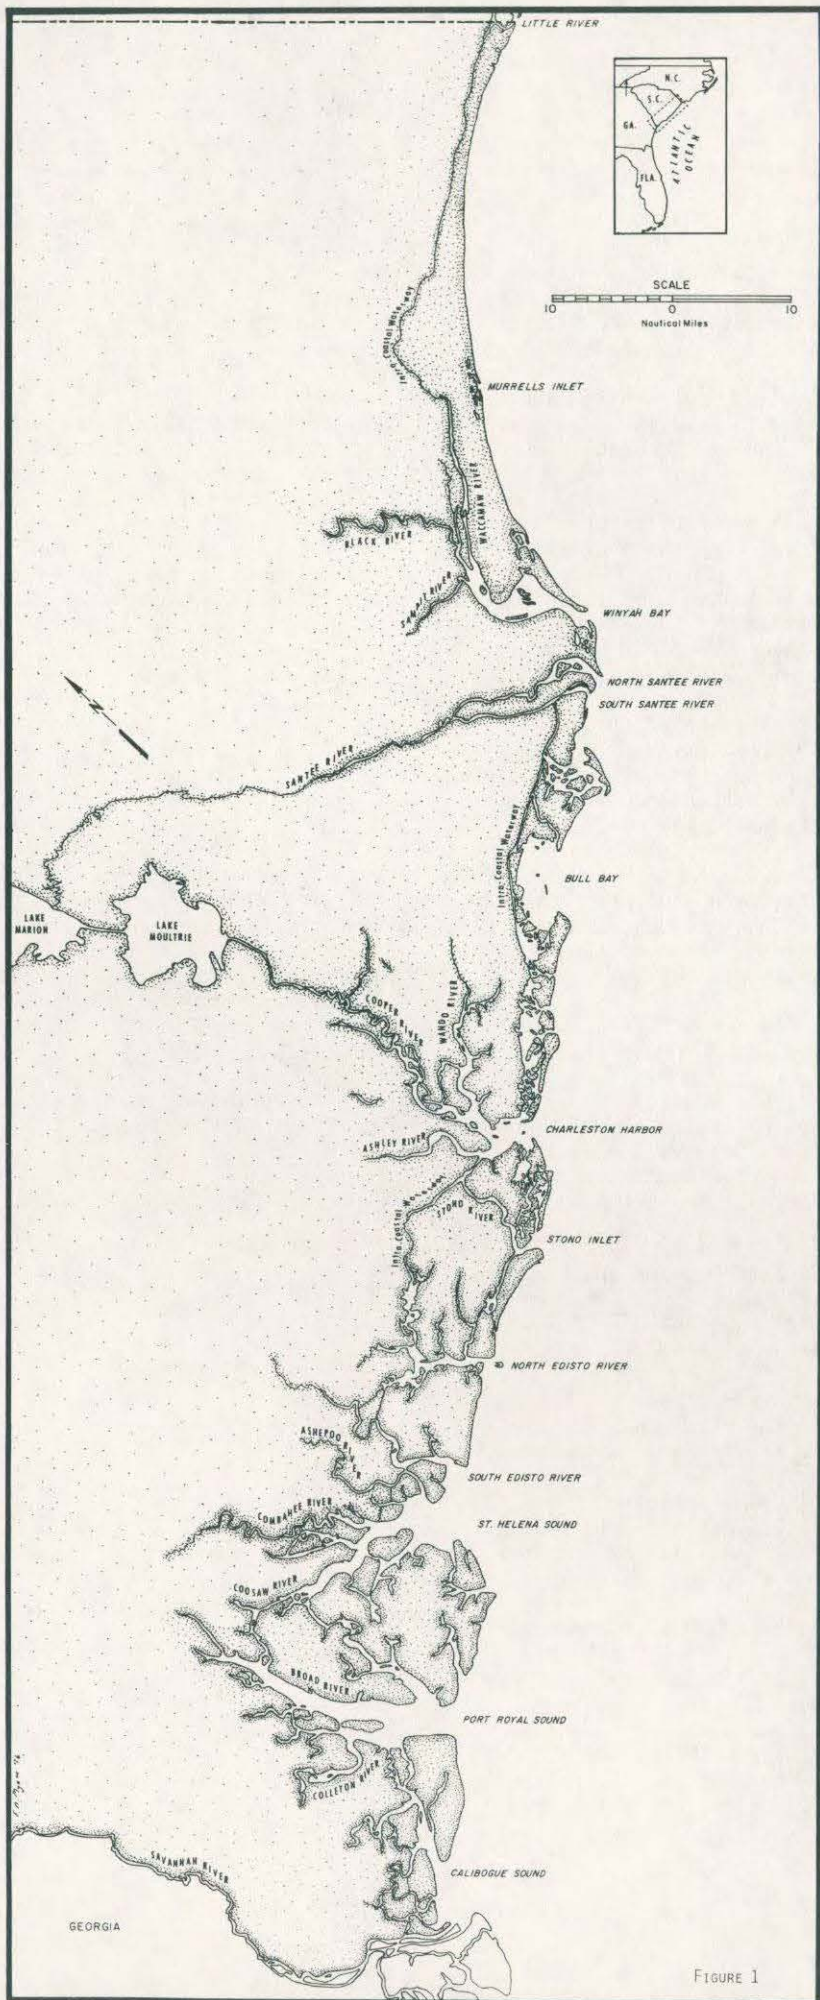 LITTLE RIVER
N.C.
S.C.
GA.
FLA.
ATLANTIC
OCEAN
SCALE
10 0 10
Nautical Miles
Intra-Coastal Waterway
MURRELLS INLET
WACCAMAW RIVER
BLACK RIVER
SAMPIT RIVER
WINYAH BAY
NORTH SANTEE RIVER
SOUTH SANTEE RIVER
N
SANTEE RIVER
Intra-Coastal Waterway
BULL BAY
LAKE
MARION
LAKE
MOULTRIE
COOPER RIVER
WANDO RIVER
CHARLESTON HARBOR
ASHLEY RIVER
Intra-Coastal Waterway
STONO RIVER
STONO INLET
NORTH EDISTO RIVER
ASHEPOO RIVER
SOUTH EDISTO RIVER
COMBAHEE RIVER
ST. HELENA SOUND
COOSAW RIVER
BROAD RIVER
PORT ROYAL SOUND
COLLETON RIVER
SAVANNAH RIVER
CALIBOGUE SOUND
GEORGIA
FIGURE 1